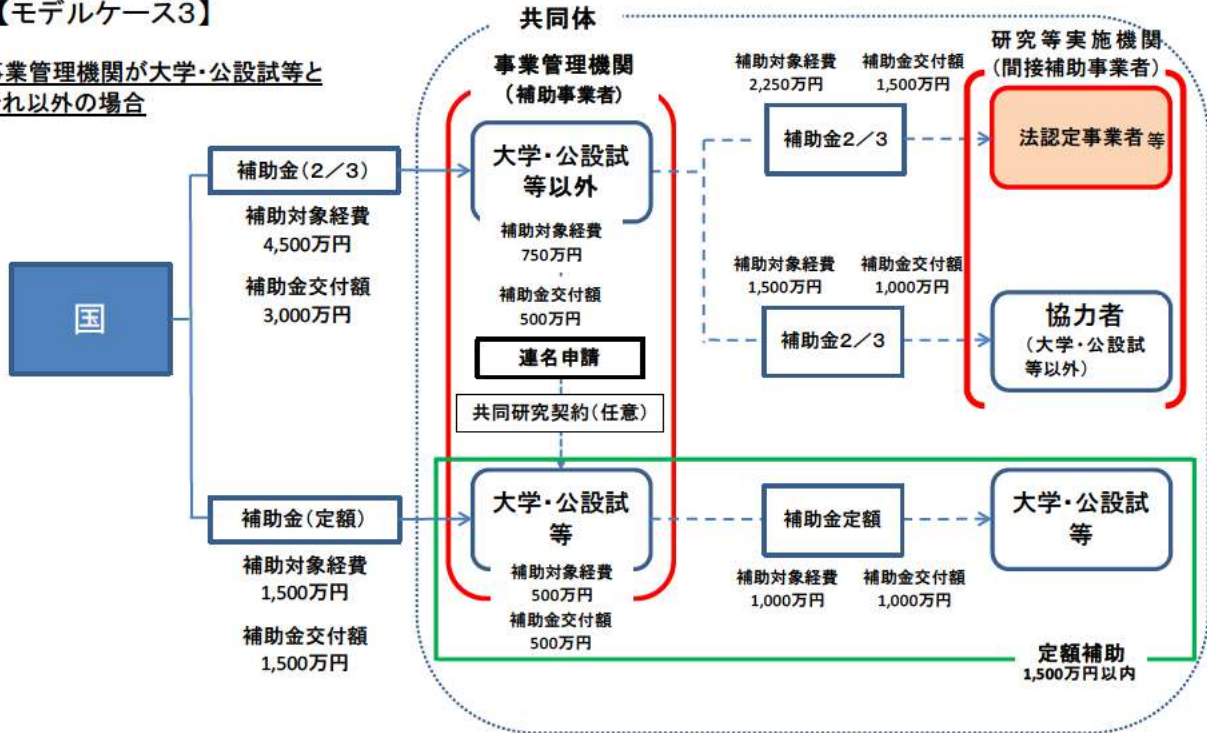 【モデルケース3】
事業管理機関が大学・公設試等と
それ以外の場合
共同体
事業管理機関
（補助事業者）
研究等実施機関
（間接補助事業者）
国
補助金（2／3）
補助対象経費
4,500万円
補助金交付額
3,000万円
大学・公設試
等以外
補助対象経費
750万円
補助金交付額
500万円
連名申請
共同研究契約（任意）
補助対象経費
2,250万円
補助金交付額
1,500万円
補助金2／3
法認定事業者等
補助対象経費
1,500万円
補助金交付額
1,000万円
補助金2／3
協力者
（大学・公設試
等以外）
補助金（定額）
補助対象経費
1,500万円
補助金交付額
1,500万円
大学・公設試
等
補助対象経費
500万円
補助金交付額
500万円
補助金定額
補助対象経費
1,000万円
補助金交付額
1,000万円
大学・公設試
等
定額補助
1,500万円以内